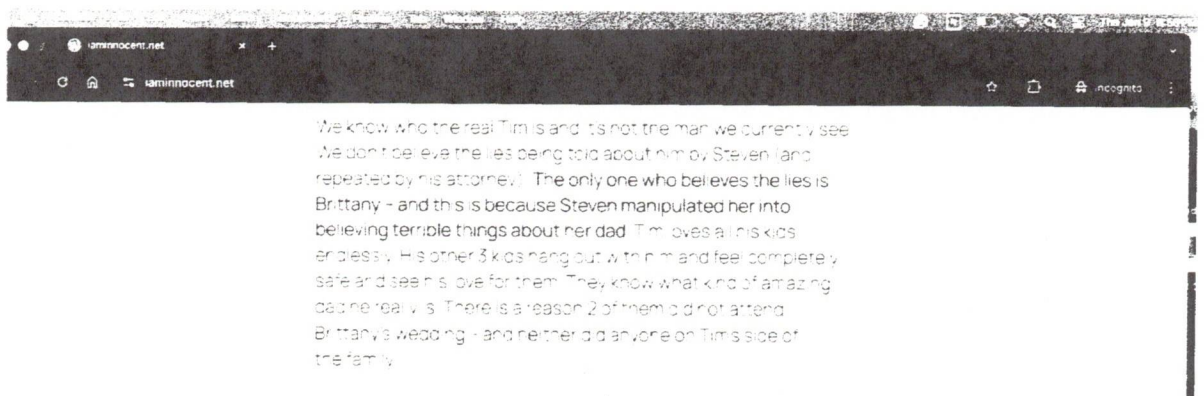 iaminnocent.net
iaminnocent.net
Incognito
We know who the real Tim is and it's not the man we currently see
We don't believe the lies being told about him by Steven (and
repeated by his attorney). The only one who believes the lies is
Brittany - and this is because Steven manipulated her into
believing terrible things about her dad. Tim loves all his kids
endlessly. His other 3 kids hang out with him and feel completely
safe and see his love for them. They know what kind of amazing
dad he really is. There is a reason 2 of them did not attend
Brittany's wedding - and neither did anyone on Tim's side of
the family